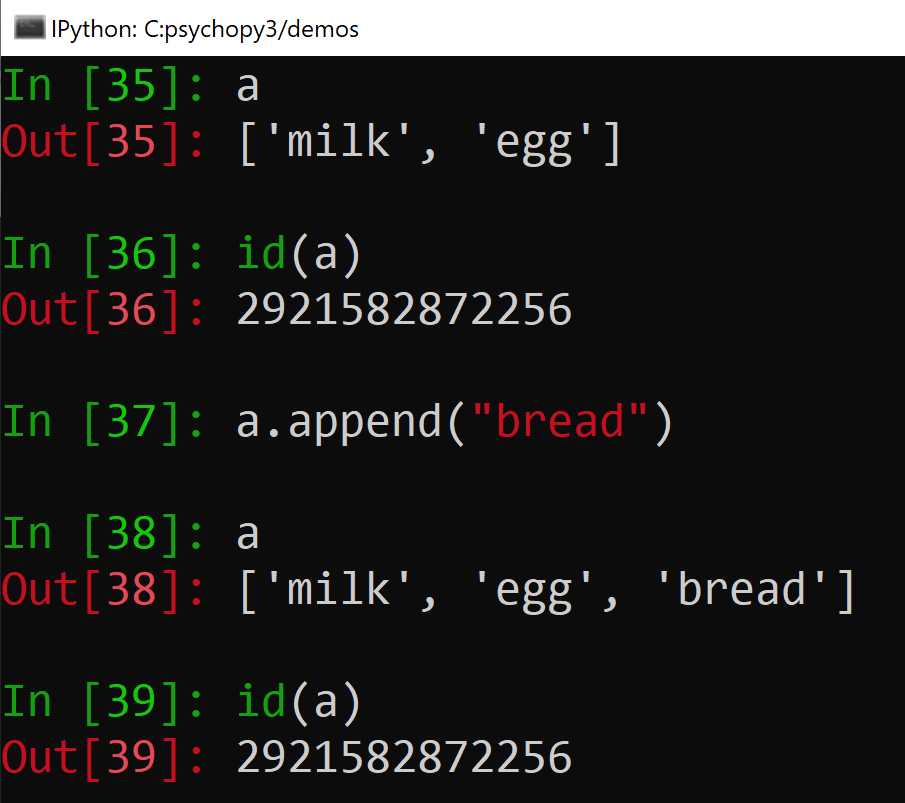 IPython: C:psychopy3/demos
In [35]: a
Out[35]: ['milk', 'egg']
In [36]: id(a)
Out[36]: 2921582872256
In [37]: a.append("bread")
In [38]: a
Out[38]: ['milk', 'egg', 'bread']
In [39]: id(a)
Out[39]: 2921582872256